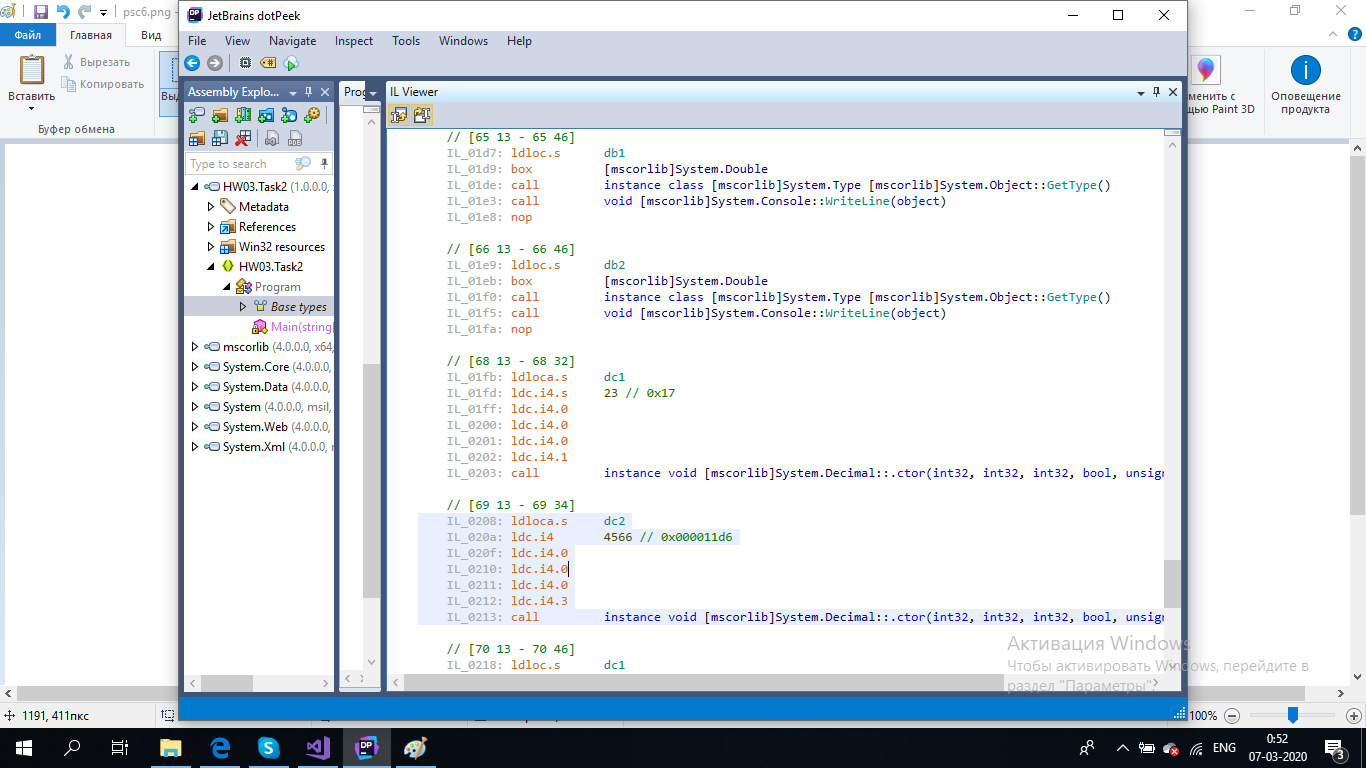 psc6.png -
JetBrains dotPeek
Файл Главная Вид
File View Navigate Inspect Tools Windows Help
Вставить
Вырезать
Копировать
Буфер обмена
Выд
Assembly Explo...
Prog
IL Viewer
Type to search
HW03.Task2 (1.0.0.0,
Metadata
References
Win32 resources
HW03.Task2
Program
Base types
Main(string
mscorlib (4.0.0.0, x64,
System.Core (4.0.0.0,
System.Data (4.0.0.0,
System (4.0.0.0, msil,
System.Web (4.0.0.0,
System.Xml (4.0.0.0,
// [65 13 - 65 46]
IL_01d7: ldloc.s db1
IL_01d9: box [mscorlib]System.Double
IL_01de: call instance class [mscorlib]System.Type [mscorlib]System.Object::GetType()
IL_01e3: call void [mscorlib]System.Console::WriteLine(object)
IL_01e8: nop
// [66 13 - 66 46]
IL_01e9: ldloc.s db2
IL_01eb: box [mscorlib]System.Double
IL_01f0: call instance class [mscorlib]System.Type [mscorlib]System.Object::GetType()
IL_01f5: call void [mscorlib]System.Console::WriteLine(object)
IL_01fa: nop
// [68 13 - 68 32]
IL_01fb: ldloca.s dc1
IL_01fd: ldc.i4.s 23 // 0x17
IL_01ff: ldc.i4.0
IL_0200: ldc.i4.0
IL_0201: ldc.i4.0
IL_0202: ldc.i4.1
IL_0203: call instance void [mscorlib]System.Decimal::.ctor(int32, int32, int32, bool, unsign
// [69 13 - 69 34]
IL_0208: ldloca.s dc2
IL_020a: ldc.i4 4566 // 0x000011d6
IL_020f: ldc.i4.0
IL_0210: ldc.i4.0
IL_0211: ldc.i4.0
IL_0212: ldc.i4.3
IL_0213: call instance void [mscorlib]System.Decimal::.ctor(int32, int32, int32, bool, unsign
// [70 13 - 70 46]
IL_0218: ldloc.s dc1
менить с
щью Paint 3D
Оповещение
продукта
Активация Windows
Чтобы активировать Windows, перейдите в
раздел "Параметры".
1191, 411пкс
100%
ENG
0:52
07-03-2020
3